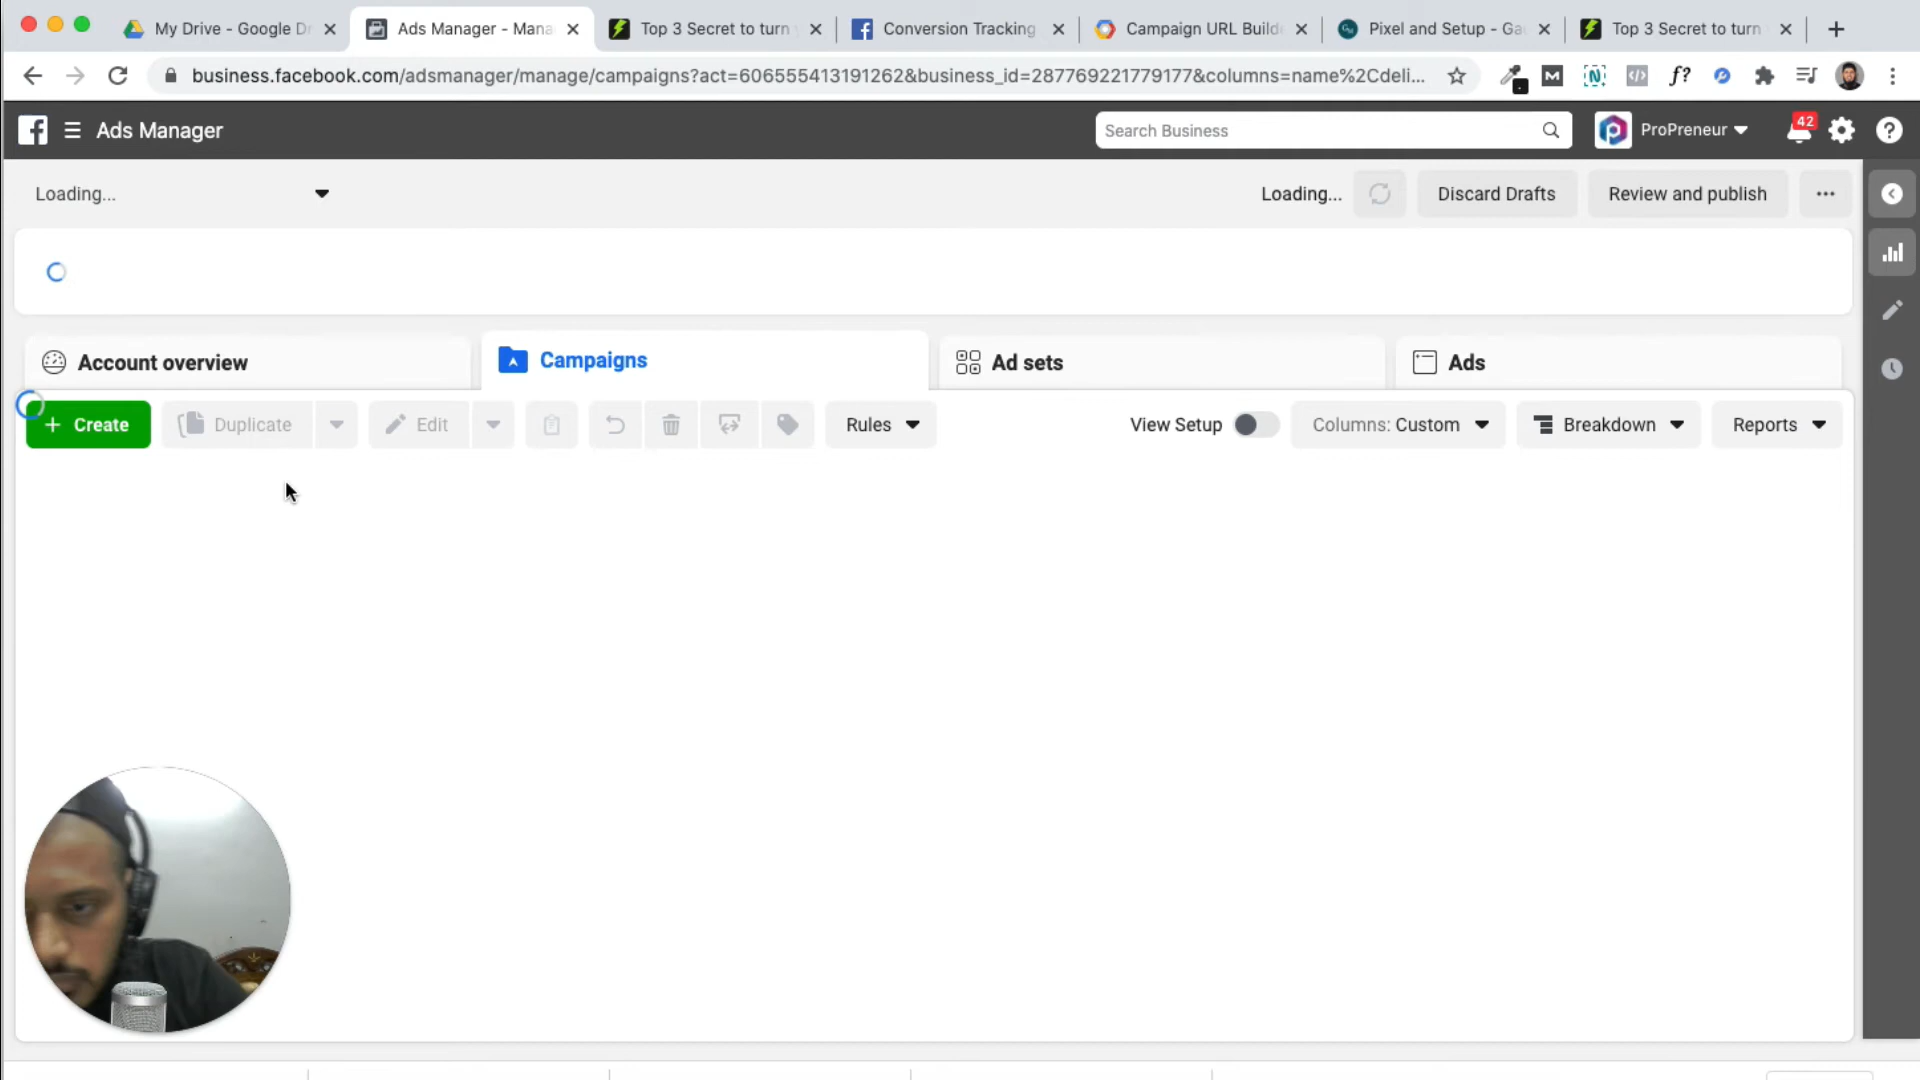 My Drive - Google Dr
Ads Manager - Mana
Top 3 Secret to turn y
Conversion Tracking
Campaign URL Builde
Pixel and Setup - Ga
Top 3 Secret to turn
business.facebook.com/adsmanager/manage/campaigns?act=606555413191262&business_id=287769221779177&columns=name%2Cdeli...
M
N
f?
Ads Manager
Search Business
ProPreneur
42
Loading...
Loading...
Discard Drafts
Review and publish
Account overview
Campaigns
Ad sets
Ads
+ Create
Duplicate
Edit
Rules
View Setup
Columns: Custom
Breakdown
Reports